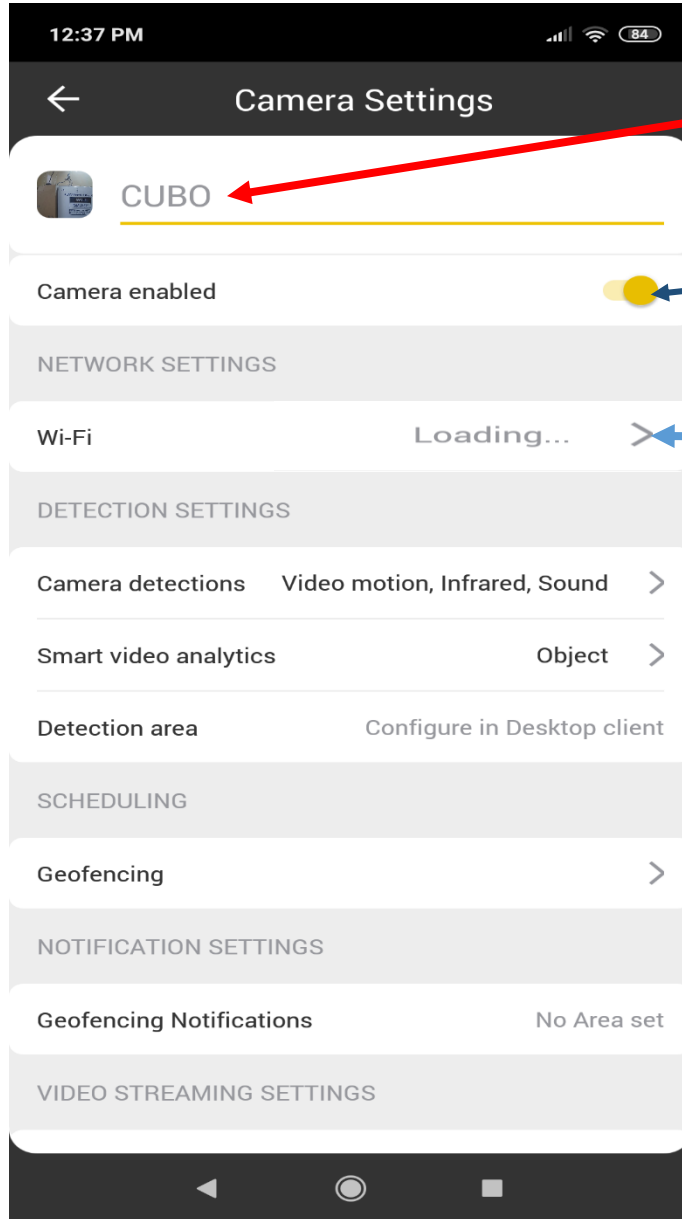 12:37 PM 84
Camera Settings
CUBO
Camera enabled
NETWORK SETTINGS
Wi-Fi Loading...
DETECTION SETTINGS
Camera detections Video motion, Infrared, Sound
Smart video analytics Object
Detection area Configure in Desktop client
SCHEDULING
Geofencing
NOTIFICATION SETTINGS
Geofencing Notifications No Area set
VIDEO STREAMING SETTINGS